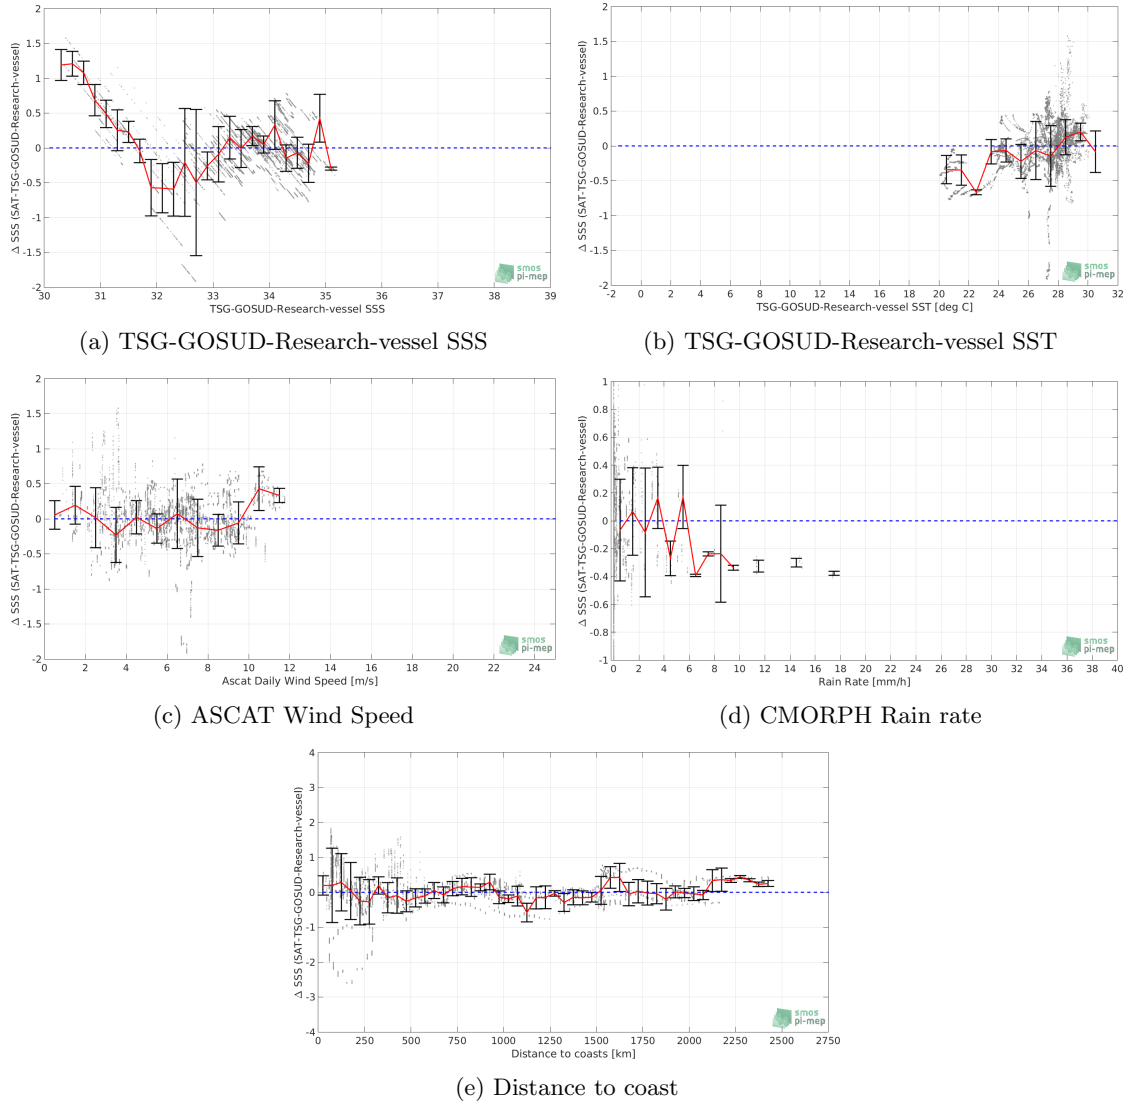 Δ SSS (SAT-TSG-GOSUD-Research-vessel)
2
1.5
1
0.5
0
-0.5
-1
-1.5
-2
30 31 32 33 34 35 36 37 38 39
TSG-GOSUD-Research-vessel SSS
smos
pi-mep
(a) TSG-GOSUD-Research-vessel SSS
Δ SSS (SAT-TSG-GOSUD-Research-vessel)
2
1.5
1
0.5
0
-0.5
-1
-1.5
-2
-2 0 2 4 6 8 10 12 14 16 18 20 22 24 26 28 30 32
TSG-GOSUD-Research-vessel SST [deg C]
smos
pi-mep
(b) TSG-GOSUD-Research-vessel SST
Δ SSS (SAT-TSG-GOSUD-Research-vessel)
2
1.5
1
0.5
0
-0.5
-1
-1.5
-2
0 2 4 6 8 10 12 14 16 18 20 22 24
Ascat Daily Wind Speed [m/s]
smos
pi-mep
(c) ASCAT Wind Speed
Δ SSS (SAT-TSG-GOSUD-Research-vessel)
1
0.8
0.6
0.4
0.2
0
-0.2
-0.4
-0.6
-0.8
-1
0 2 4 6 8 10 12 14 16 18 20 22 24 26 28 30 32 34 36 38 40
Rain Rate [mm/h]
smos
pi-mep
(d) CMORPH Rain rate
Δ SSS (SAT-TSG-GOSUD-Research-vessel)
4
3
2
1
0
-1
-2
-3
-4
0 250 500 750 1000 1250 1500 1750 2000 2250 2500 2750
Distance to coasts [km]
smos
pi-mep
(e) Distance to coast